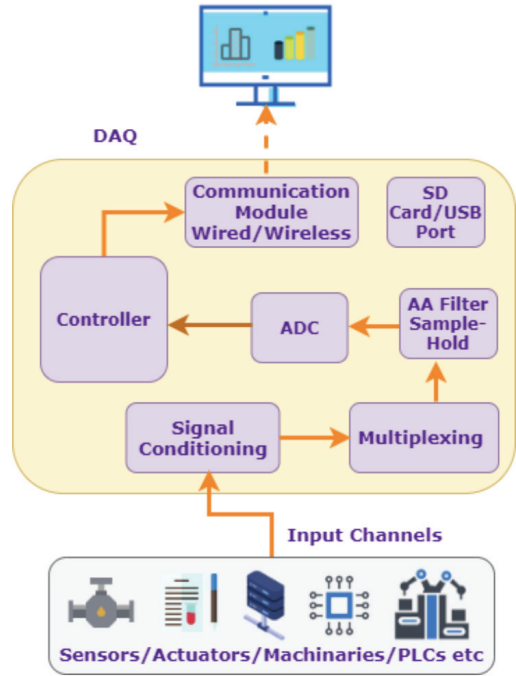 DAQ
Communication
Module
Wired/Wireless
SD
Card/USB
Port
Controller
ADC
AA Filter
Sample-
Hold
Signal
Conditioning
Multiplexing
Input Channels
Sensors/Actuators/Machinaries/PLCs etc